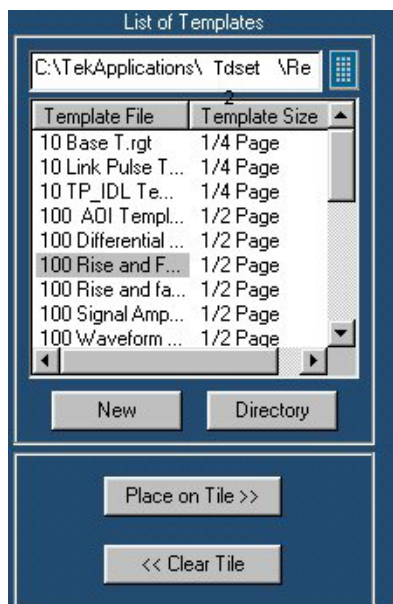 List of Templates
C:\TekApplications\ Tdset \Re
2
Template File Template Size
10 Base T.rgt 1/4 Page
10 Link Pulse T... 1/4 Page
10 TP_IDL Te... 1/4 Page
100 AOI Templ... 1/2 Page
100 Differential ... 1/2 Page
100 Rise and F... 1/2 Page
100 Rise and fa... 1/2 Page
100 Signal Amp... 1/2 Page
100 Waveform ... 1/2 Page
New Directory
Place on Tile >>
<< Clear Tile